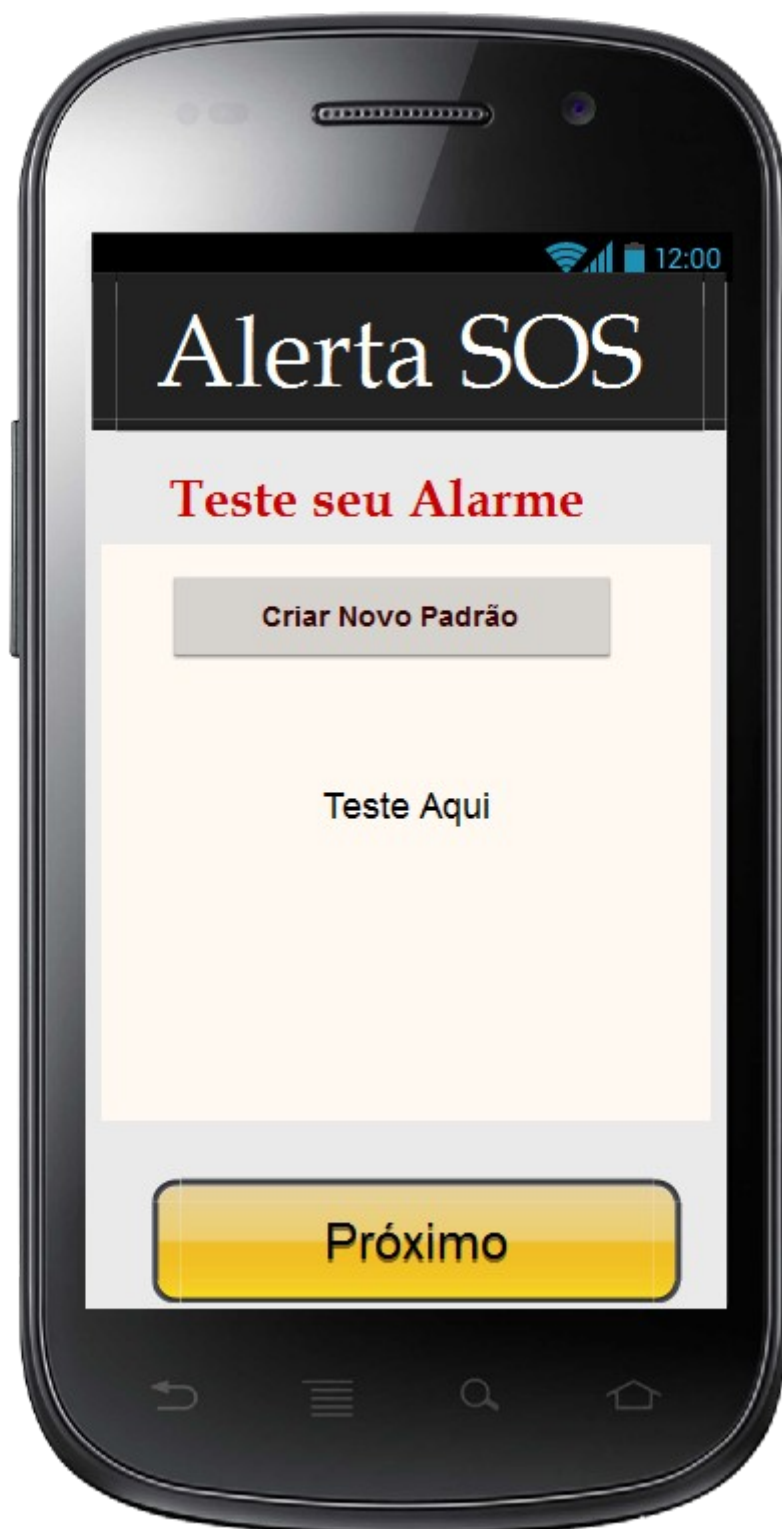 12:00
Alerta SOS
Teste seu Alarme
Criar Novo Padrão
Teste Aqui
Próximo